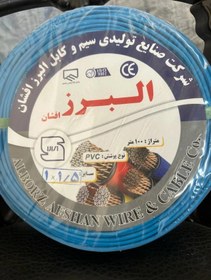 شرکت صنایع تولیدی سیم و کابل البرز افشان
CE
البرز
افشان
متراژ: ۱۰۰ متر
نوع پوشش: PVC
سایز
۱×۱/۵
ALBORZ AFSHAN WIRE & CABLE Co.